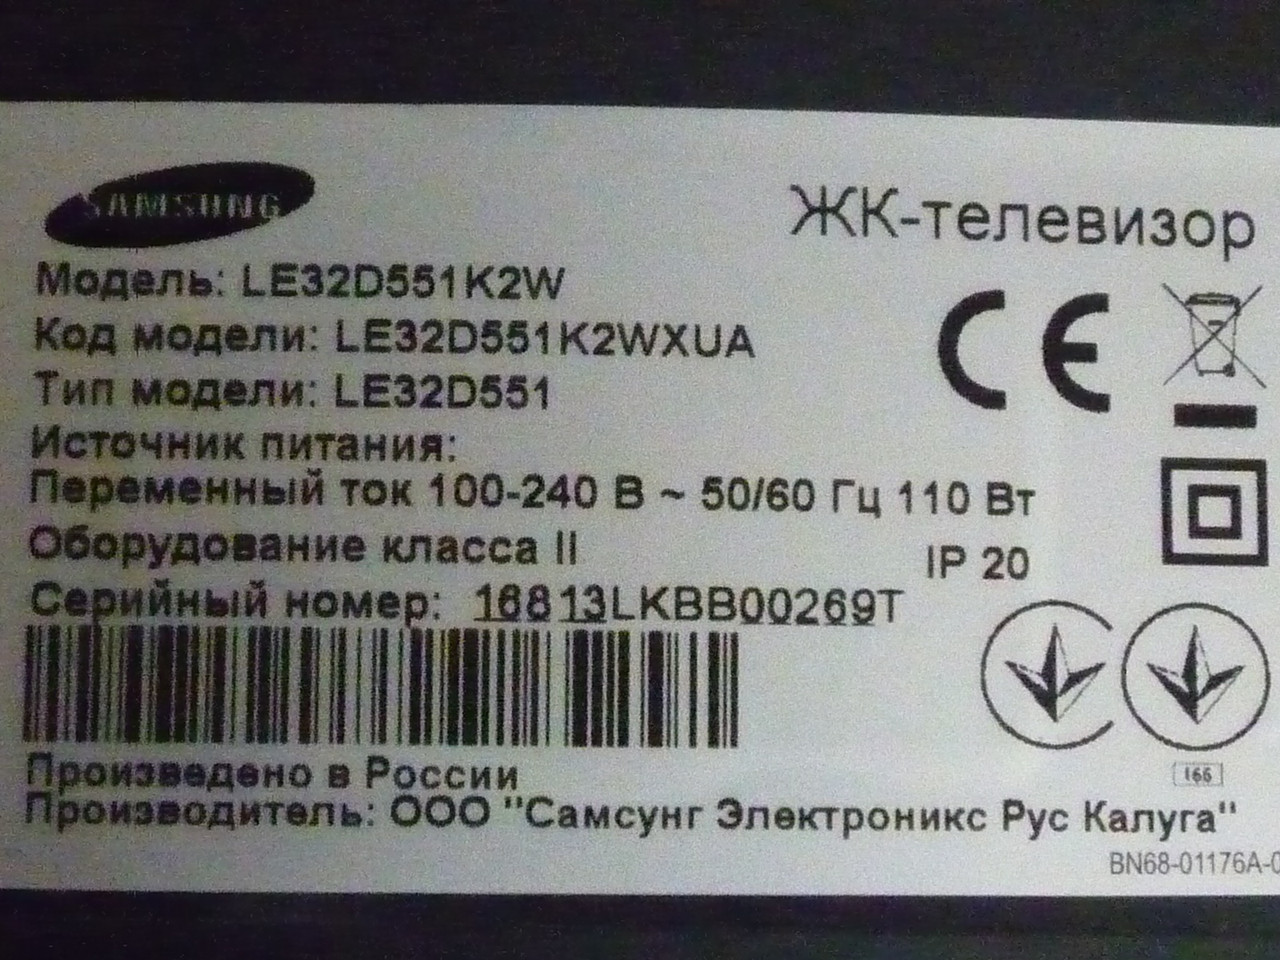 SAMSUNG
ЖК-телевизор
Модель: LE32D551K2W
Код модели: LE32D551K2WXUA
Тип модели: LE32D551
Источник питания:
Переменный ток 100-240 В ~ 50/60 Гц 110 Вт
Оборудование класса II
IP 20
Серийный номер: 16813LKBB00269T
Произведено в России
Производитель: ООО "Самсунг Электроникс Рус Калуга"
166
BN68-01176A-0